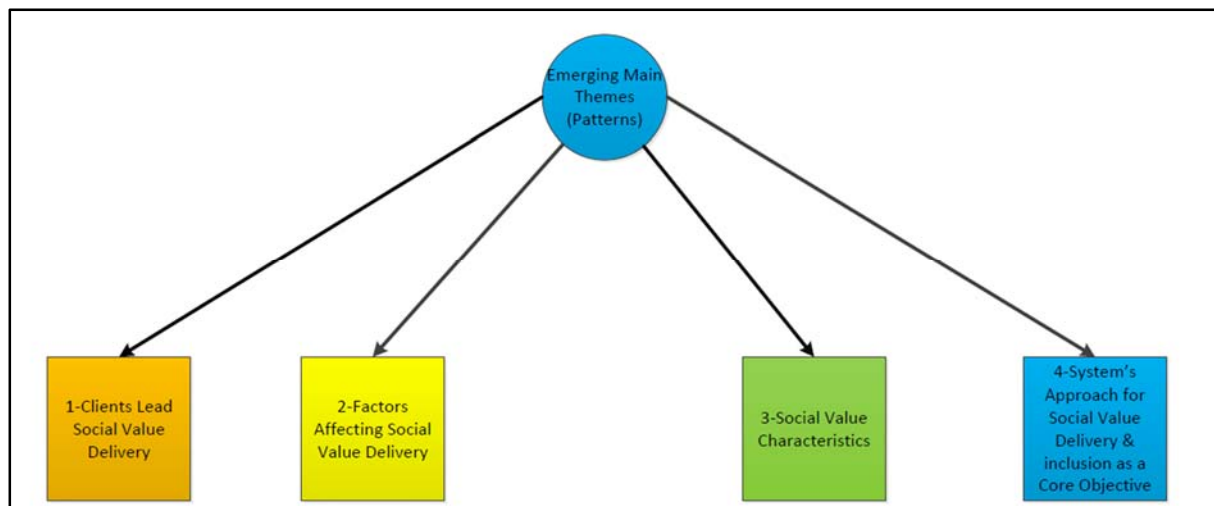 Emerging Main
Themes
(Patterns)
1-Clients Lead
Social Value
Delivery
2-Factors
Affecting Social
Value Delivery
3-Social Value
Characteristics
4-System's
Approach for
Social Value
Delivery &
inclusion as a
Core Objective